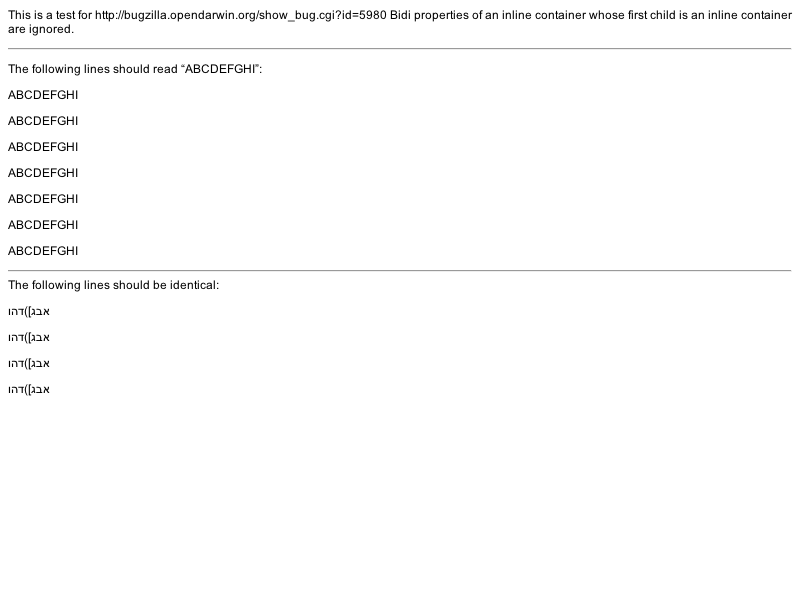 This is a test for http://bugzilla.opendarwin.org/show_bug.cgi?id=5980 Bidi properties of an inline container whose first child is an inline container
are ignored.
The following lines should read “ABCDEFGHI”:
ABCDEFGHI
ABCDEFGHI
ABCDEFGHI
ABCDEFGHI
ABCDEFGHI
ABCDEFGHI
ABCDEFGHI
The following lines should be identical:
אבג])דהו
אבג])דהו
אבג])דהו
אבג])דהו